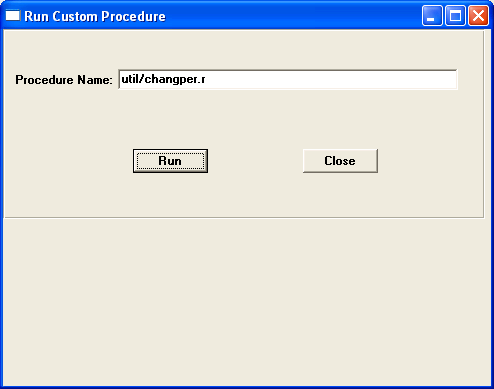 Run Custom Procedure
Procedure Name: util/changper.r
Run Close